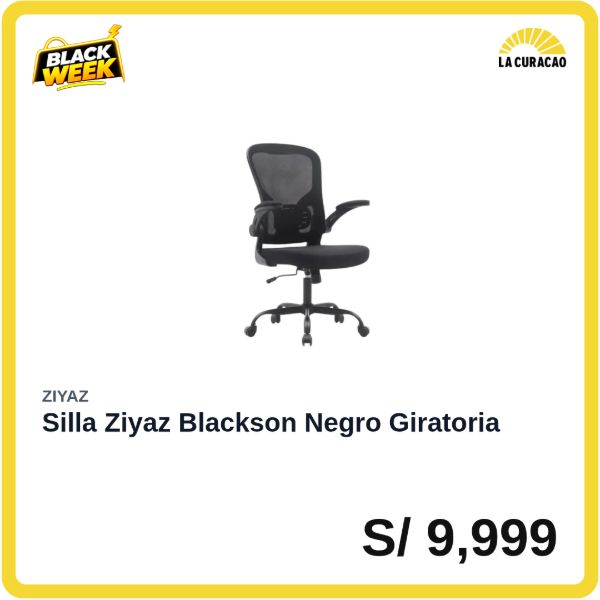 BLACK
WEEK
LA CURACAO
ZIYAZ
Silla Ziyaz Blackson Negro Giratoria
S/ 9,999